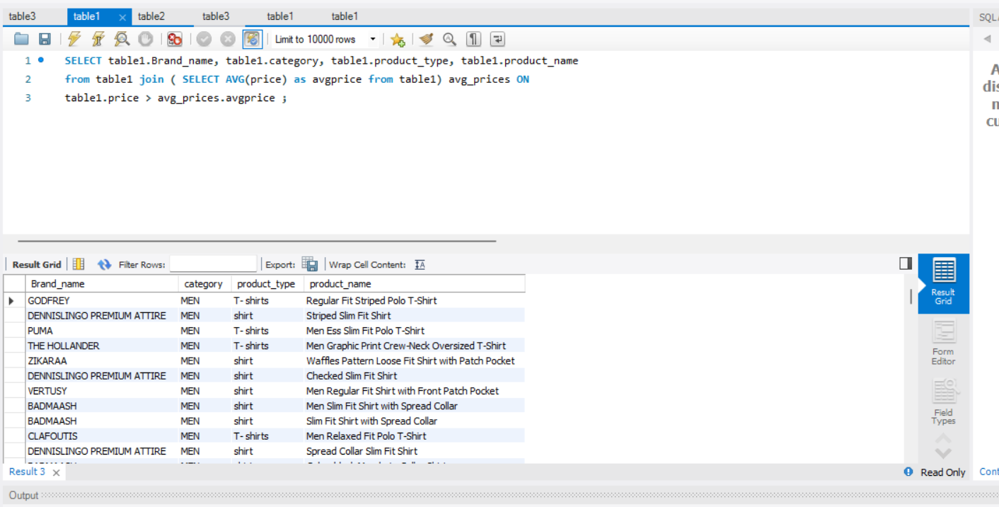 table3 table1 × table2 table3 table1 table1
SQL
Limit to 10000 rows
1 SELECT table1.Brand_name, table1.category, table1.product_type, table1.product_name
2 from table1 join ( SELECT AVG(price) as avgprice from table1) avg_prices ON
3 table1.price > avg_prices.avgprice ;
Result Grid Filter Rows: Export: Wrap Cell Content:
Brand_name category product_type product_name
GODFREY MEN T- shirts Regular Fit Striped Polo T-Shirt
DENNISLINGO PREMIUM ATTIRE MEN shirt Striped Slim Fit Shirt
PUMA MEN T- shirts Men Ess Slim Fit Polo T-Shirt
THE HOLLANDER MEN T- shirts Men Graphic Print Crew-Neck Oversized T-Shirt
ZIKARAA MEN shirt Waffles Pattern Loose Fit Shirt with Patch Pocket
DENNISLINGO PREMIUM ATTIRE MEN shirt Checked Slim Fit Shirt
VERTUSY MEN shirt Men Regular Fit Shirt with Front Patch Pocket
BADMAASH MEN shirt Men Slim Fit Shirt with Spread Collar
BADMAASH MEN shirt Slim Fit Shirt with Spread Collar
CLAFOUTIS MEN T- shirts Men Relaxed Fit Polo T-Shirt
DENNISLINGO PREMIUM ATTIRE MEN shirt Spread Collar Slim Fit Shirt
Result
Grid
Form
Editor
Field
Types
Result 3 × Read Only
Output